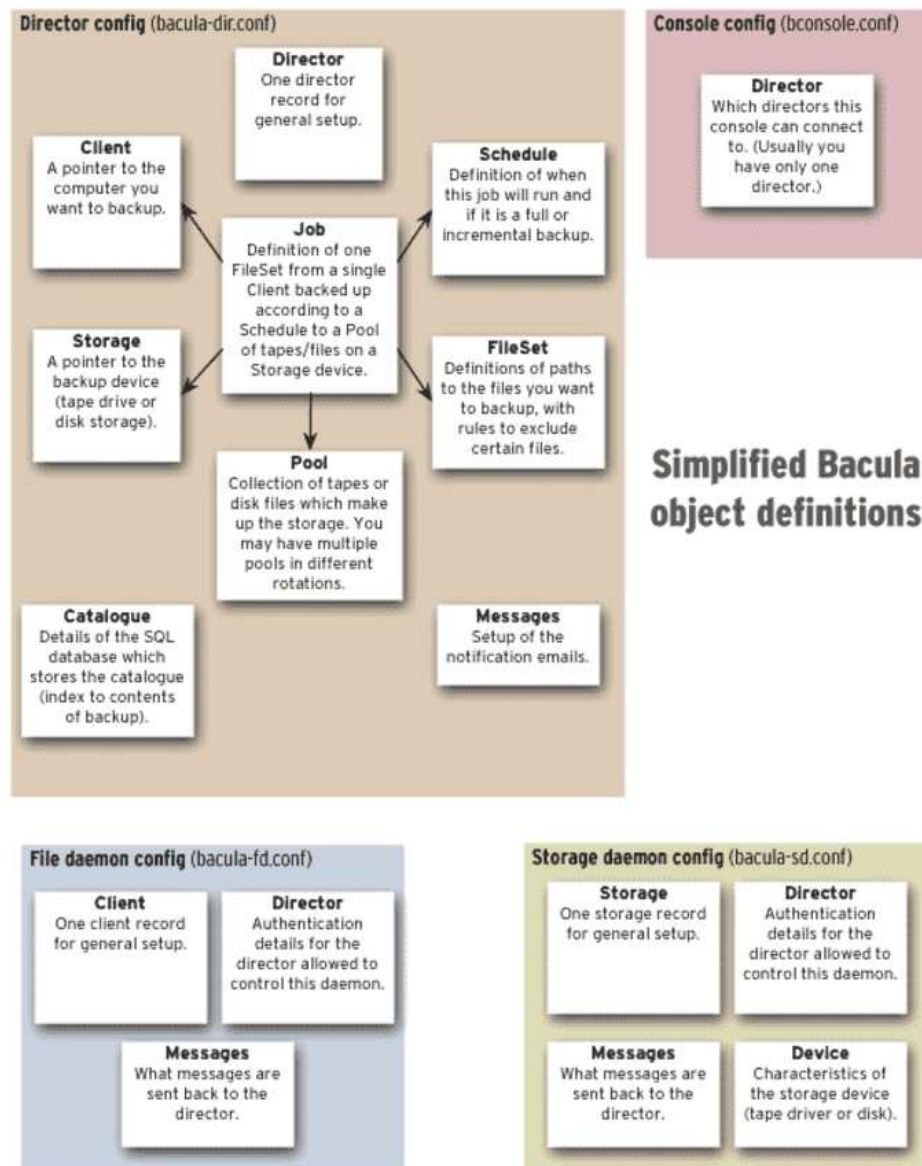 Director config (bacula-dir.conf)
Director
One director
record for
general setup.
Client
A pointer to the
computer you
want to backup.
Schedule
Definition of when
this job will run and
if it is a full or
incremental backup.
Job
Definition of one
FileSet from a single
Client backed up
according to a
Schedule to a Pool
of tapes/files on a
Storage device.
Storage
A pointer to the
backup device
(tape drive or
disk storage).
FileSet
Definitions of paths
to the files you want
to backup, with
rules to exclude
certain files.
Pool
Collection of tapes or
disk files which make
up the storage. You
may have multiple
pools in different
rotations.
Catalogue
Details of the SQL
database which
stores the catalogue
(index to contents
of backup).
Messages
Setup of the
notification emails.
Console config (bconsole.conf)
Director
Which directors this
console can connect
to. (Usually you
have only one
director.)
Simplified Bacula
object definitions
File daemon config (bacula-fd.conf)
Client
One client record
for general setup.
Director
Authentication
details for the
director allowed to
control this daemon.
Messages
What messages are
sent back to the
director.
Storage daemon config (bacula-sd.conf)
Storage
One storage record
for general setup.
Director
Authentication
details for the
director allowed to
control this daemon.
Messages
What messages are
sent back to the
director.
Device
Characteristics of
the storage device
(tape driver or disk).